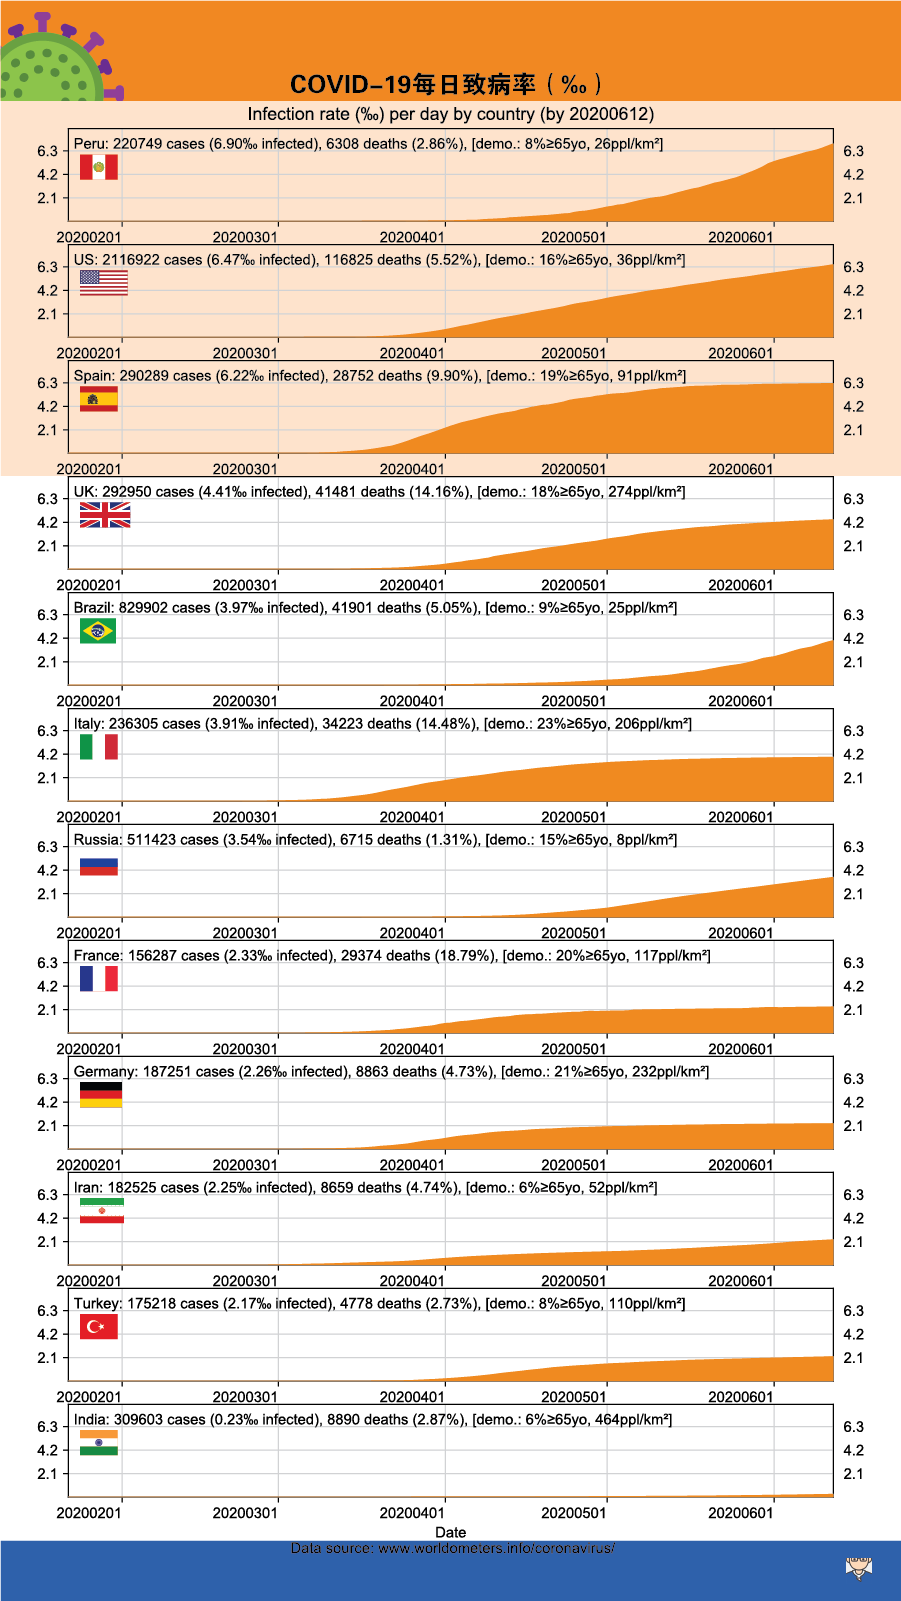 COVID-19每日致病率（‰）
Infection rate (‰) per day by country (by 20200612)
Peru: 220749 cases (6.90‰ infected), 6308 deaths (2.86%), [demo.: 8%≥65yo, 26ppl/km²]
6.3 6.3
4.2 4.2
2.1 2.1
20200201 20200301 20200401 20200501 20200601
US: 2116922 cases (6.47‰ infected), 116825 deaths (5.52%), [demo.: 16%≥65yo, 36ppl/km²]
6.3 6.3
4.2 4.2
2.1 2.1
20200201 20200301 20200401 20200501 20200601
Spain: 290289 cases (6.22‰ infected), 28752 deaths (9.90%), [demo.: 19%≥65yo, 91ppl/km²]
6.3 6.3
4.2 4.2
2.1 2.1
20200201 20200301 20200401 20200501 20200601
UK: 292950 cases (4.41‰ infected), 41481 deaths (14.16%), [demo.: 18%≥65yo, 274ppl/km²]
6.3 6.3
4.2 4.2
2.1 2.1
20200201 20200301 20200401 20200501 20200601
Brazil: 829902 cases (3.97‰ infected), 41901 deaths (5.05%), [demo.: 9%≥65yo, 25ppl/km²]
6.3 6.3
4.2 4.2
2.1 2.1
20200201 20200301 20200401 20200501 20200601
Italy: 236305 cases (3.91‰ infected), 34223 deaths (14.48%), [demo.: 23%≥65yo, 206ppl/km²]
6.3 6.3
4.2 4.2
2.1 2.1
20200201 20200301 20200401 20200501 20200601
Russia: 511423 cases (3.54‰ infected), 6715 deaths (1.31%), [demo.: 15%≥65yo, 8ppl/km²]
6.3 6.3
4.2 4.2
2.1 2.1
20200201 20200301 20200401 20200501 20200601
France: 156287 cases (2.33‰ infected), 29374 deaths (18.79%), [demo.: 20%≥65yo, 117ppl/km²]
6.3 6.3
4.2 4.2
2.1 2.1
20200201 20200301 20200401 20200501 20200601
Germany: 187251 cases (2.26‰ infected), 8863 deaths (4.73%), [demo.: 21%≥65yo, 232ppl/km²]
6.3 6.3
4.2 4.2
2.1 2.1
20200201 20200301 20200401 20200501 20200601
Iran: 182525 cases (2.25‰ infected), 8659 deaths (4.74%), [demo.: 6%≥65yo, 52ppl/km²]
6.3 6.3
4.2 4.2
2.1 2.1
20200201 20200301 20200401 20200501 20200601
Turkey: 175218 cases (2.17‰ infected), 4778 deaths (2.73%), [demo.: 8%≥65yo, 110ppl/km²]
6.3 6.3
4.2 4.2
2.1 2.1
20200201 20200301 20200401 20200501 20200601
India: 309603 cases (0.23‰ infected), 8890 deaths (2.87%), [demo.: 6%≥65yo, 464ppl/km²]
6.3 6.3
4.2 4.2
2.1 2.1
20200201 20200301 20200401 20200501 20200601
Date
Data source: www.worldometers.info/coronavirus/